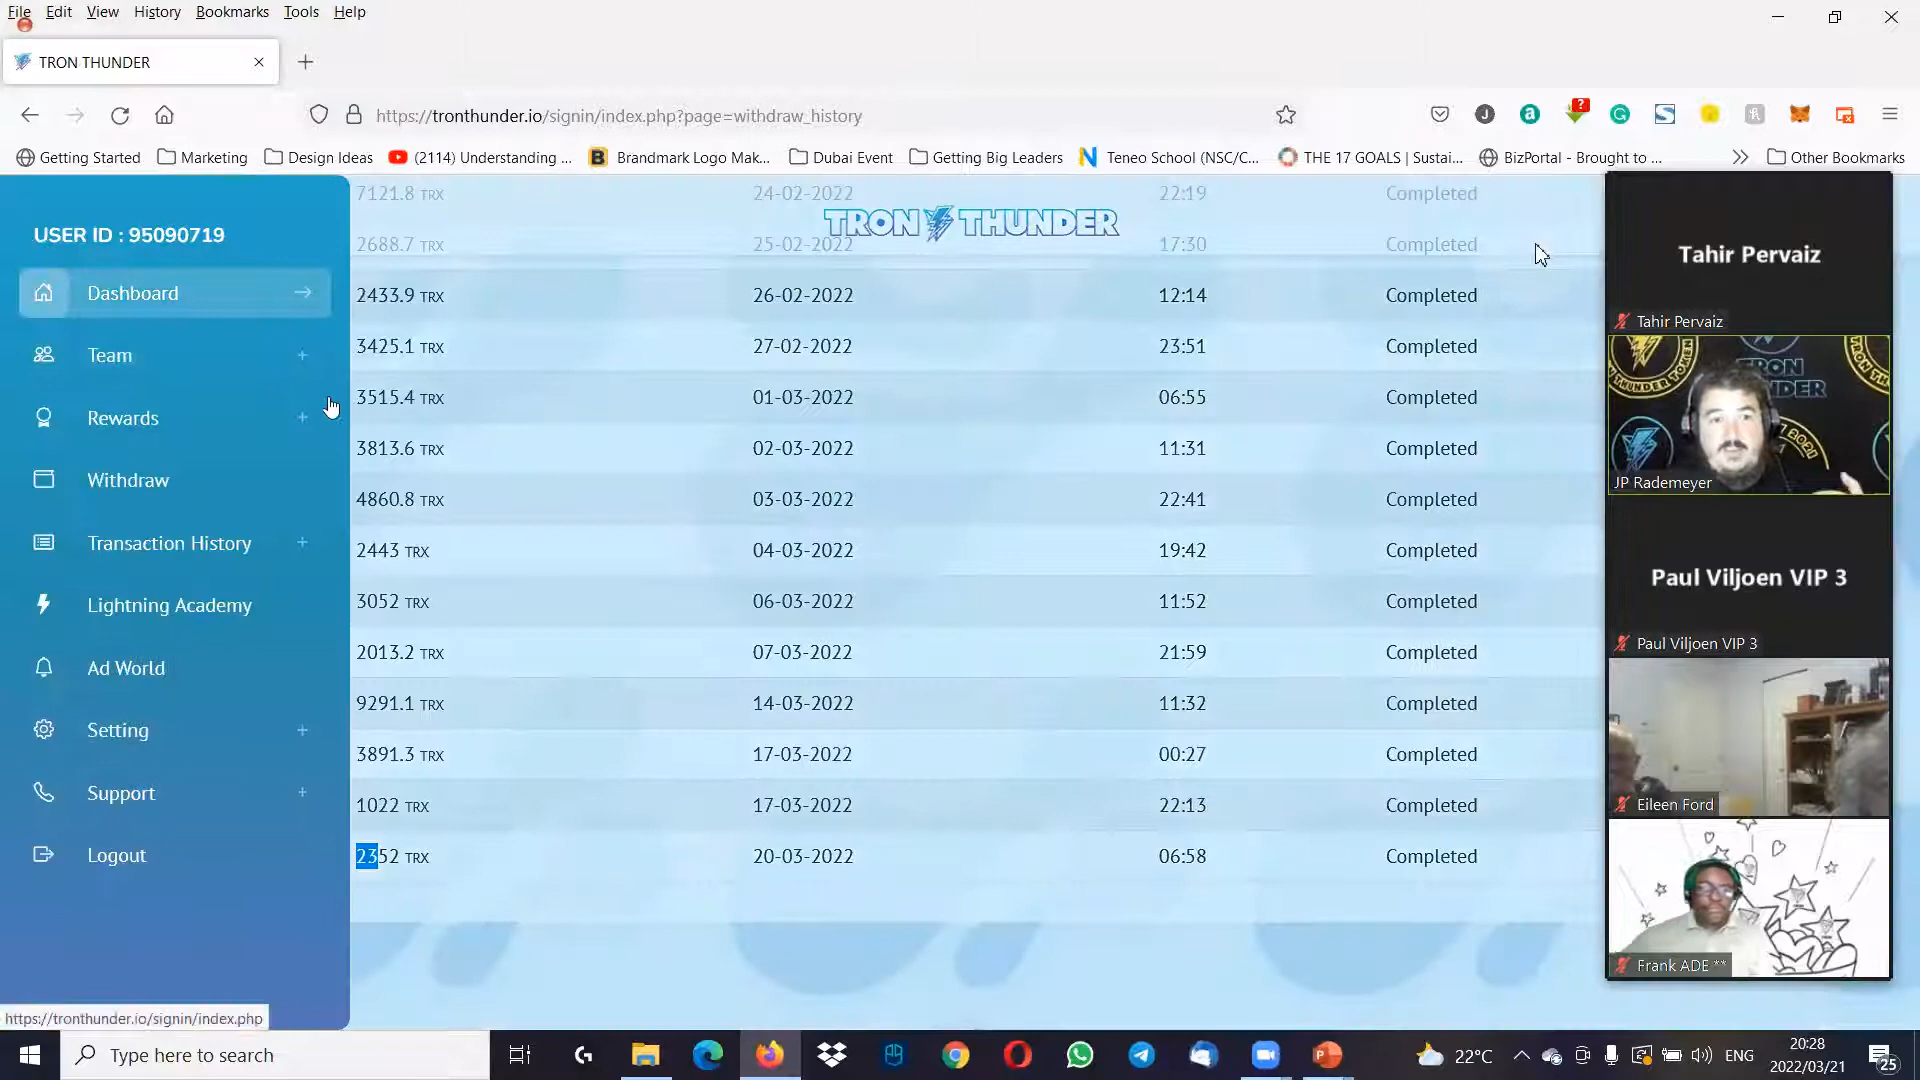 File Edit View History Bookmarks Tools Help
TRON THUNDER
https://tronthunder.io/signin/index.php?page=withdraw_history
?
Getting Started Marketing Design Ideas (2114) Understanding ... Brandmark Logo Mak... Dubai Event Getting Big Leaders Teneo School (NSC/C... THE 17 GOALS | Sustai... BizPortal - Brought to ... Other Bookmarks
USER ID : 95090719
Dashboard
Team
Rewards
Withdraw
Transaction History
Lightning Academy
Ad World
Setting
Support
Logout
https://tronthunder.io/signin/index.php
TRON THUNDER
7121.8 TRX 24-02-2022 22:19 Completed
2688.7 TRX 25-02-2022 17:30 Completed
2433.9 TRX 26-02-2022 12:14 Completed
3425.1 TRX 27-02-2022 23:51 Completed
3515.4 TRX 01-03-2022 06:55 Completed
3813.6 TRX 02-03-2022 11:31 Completed
4860.8 TRX 03-03-2022 22:41 Completed
2443 TRX 04-03-2022 19:42 Completed
3052 TRX 06-03-2022 11:52 Completed
2013.2 TRX 07-03-2022 21:59 Completed
9291.1 TRX 14-03-2022 11:32 Completed
3891.3 TRX 17-03-2022 00:27 Completed
1022 TRX 17-03-2022 22:13 Completed
2352 TRX 20-03-2022 06:58 Completed
Tahir Pervaiz
Tahir Pervaiz
TRON
THUNDER
JP Rademeyer
Paul Viljoen VIP 3
Paul Viljoen VIP 3
Eileen Ford
Frank ADE **
Type here to search
22°C
ENG
20:28
2022/03/21
25